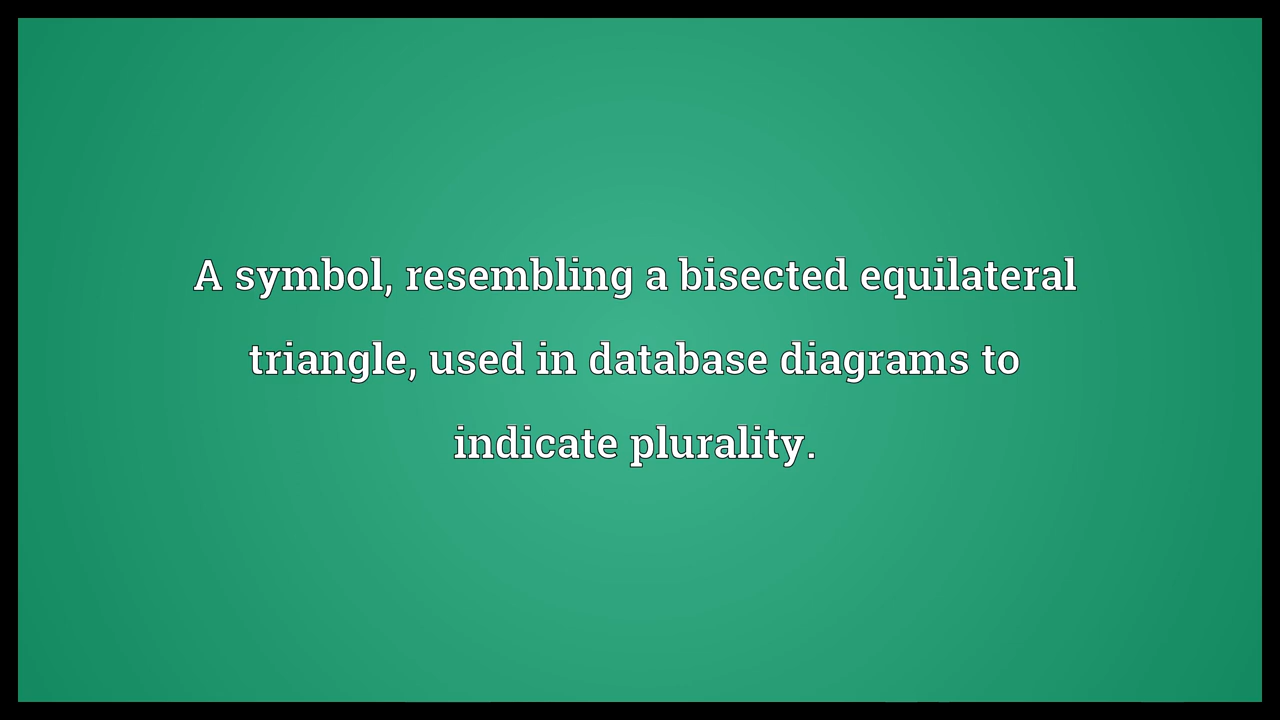 A symbol, resembling a bisected equilateral
triangle, used in database diagrams to
indicate plurality.